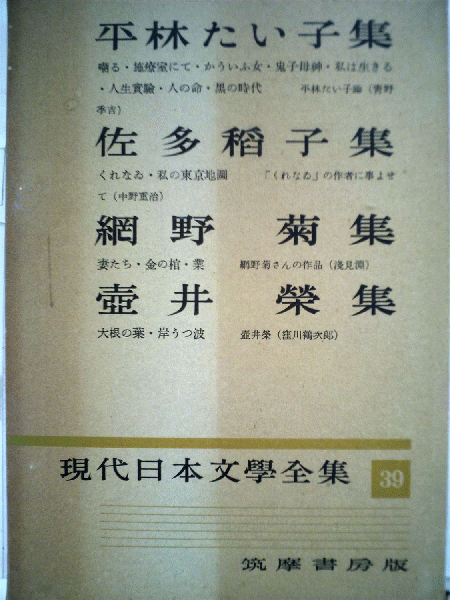 平林たい子集
嘲る・施療室にて・かういふ女・鬼子母神・私は生きる
・人生實驗・人の命・黒の時代 平林たい子論（靑野
季吉）
佐多稻子集
くれなゐ・私の東京地圖 「くれなゐ」の作者に事よせ
て（中野重治）
網野 菊集
妻たち・金の棺・業 網野菊さんの作品（淺見淵）
壺井 榮集
大根の葉・岸うつ波 壺井榮（窪川鶴次郎）
現代日本文學全集 39
筑摩書房版